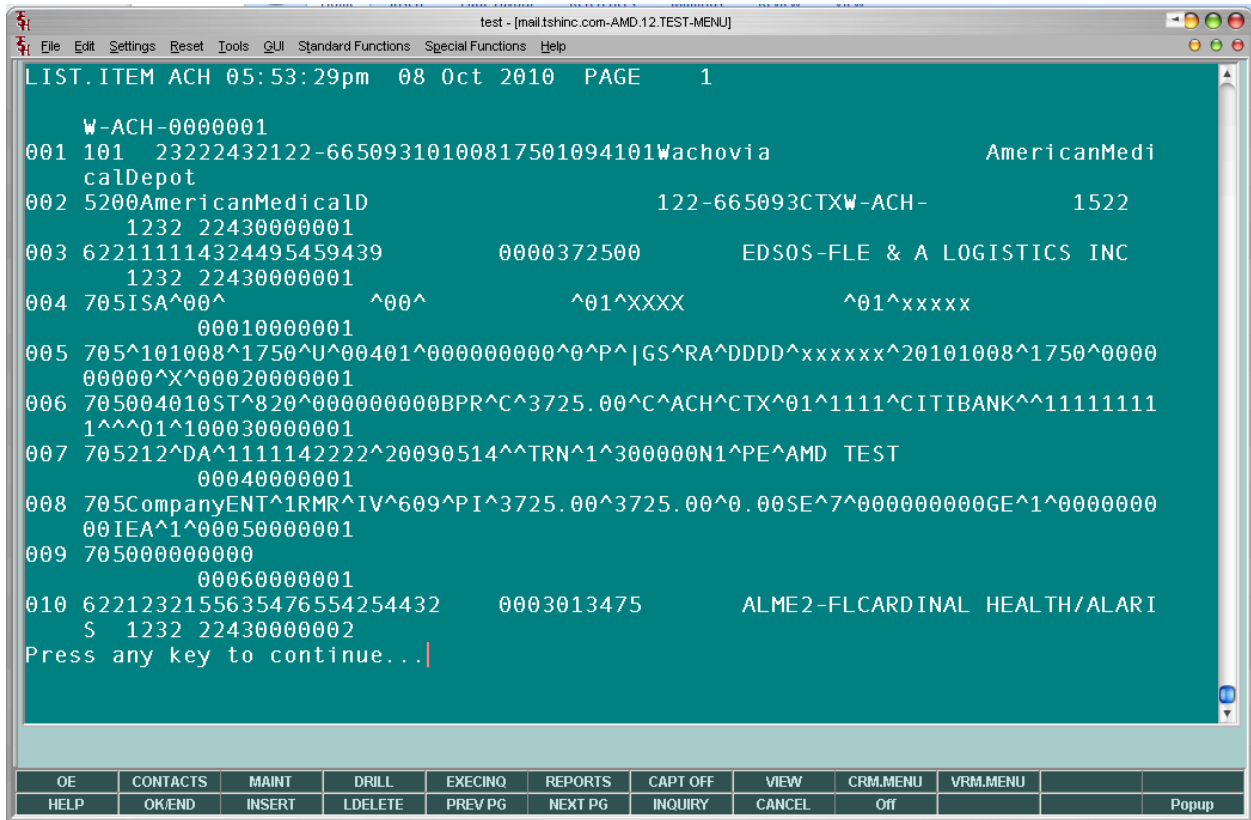 test - [mail.tshinc.com-AMD.12.TEST-MENU]
File Edit Settings Reset Tools GUI Standard Functions Special Functions Help
LIST.ITEM ACH 05:53:29pm  08 Oct 2010  PAGE    1
W-ACH-0000001
001 101  23222432122-66509310100817501094101Wachovia               AmericanMedi
calDepot
002 5200AmericanMedicalD                    122-665093CTXW-ACH-          1522
1232 22430000001
003 622111114324495459439        0000372500       EDSOS-FLE & A LOGISTICS INC
1232 22430000001
004 705ISA^00^          ^00^          ^01^XXXX           ^01^xxxxx
00010000001
005 705^101008^1750^U^00401^000000000^0^P^|GS^RA^DDDD^xxxxxx^20101008^1750^0000
00000^X^00020000001
006 705004010ST^820^000000000BPR^C^3725.00^C^ACH^CTX^01^1111^CITIBANK^^11111111
1^^^01^100030000001
007 705212^DA^1111142222^20090514^^TRN^1^300000N1^PE^AMD TEST
00040000001
008 705CompanyENT^1RMR^IV^609^PI^3725.00^3725.00^0.00SE^7^000000000GE^1^0000000
00IEA^1^00050000001
009 705000000000
00060000001
010 6221232155635476554254432    0003013475       ALME2-FLCARDINAL HEALTH/ALARI
S  1232 22430000002
Press any key to continue...
OE CONTACTS MAINT DRILL EXECINQ REPORTS CAPT OFF VIEW CRM.MENU VRM.MENU
HELP OK/END INSERT LDELETE PREV PG NEXT PG INQUIRY CANCEL Off Popup